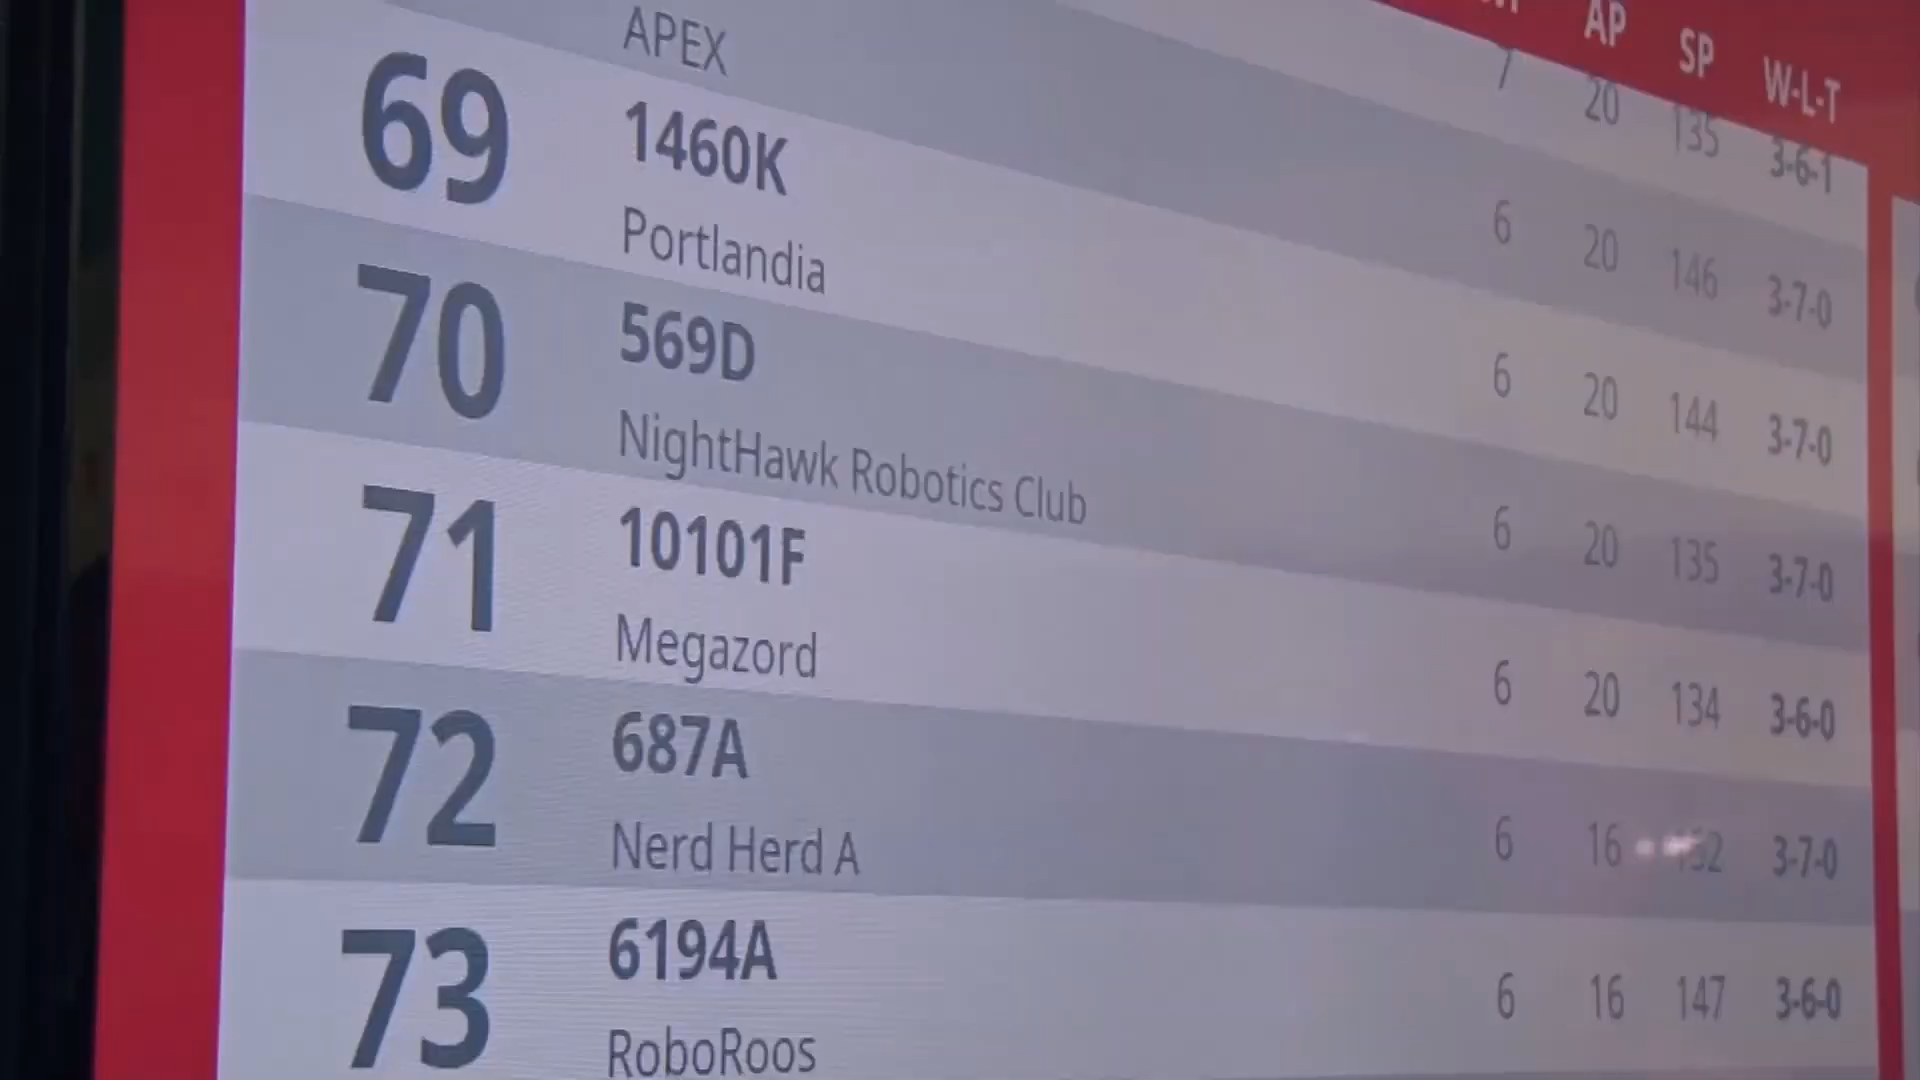 AP SP W-L-T
7 20 135 3-6-1
6 20 146 3-7-0
APEX
69 1460K 6 20 144 3-7-0
Portlandia
70 569D 6 20 135 3-7-0
NightHawk Robotics Club
71 10101F 6 20 134 3-6-0
Megazord
72 687A 6 16 3-7-0
Nerd Herd A
73 6194A 6 16 147 3-6-0
RoboRoos